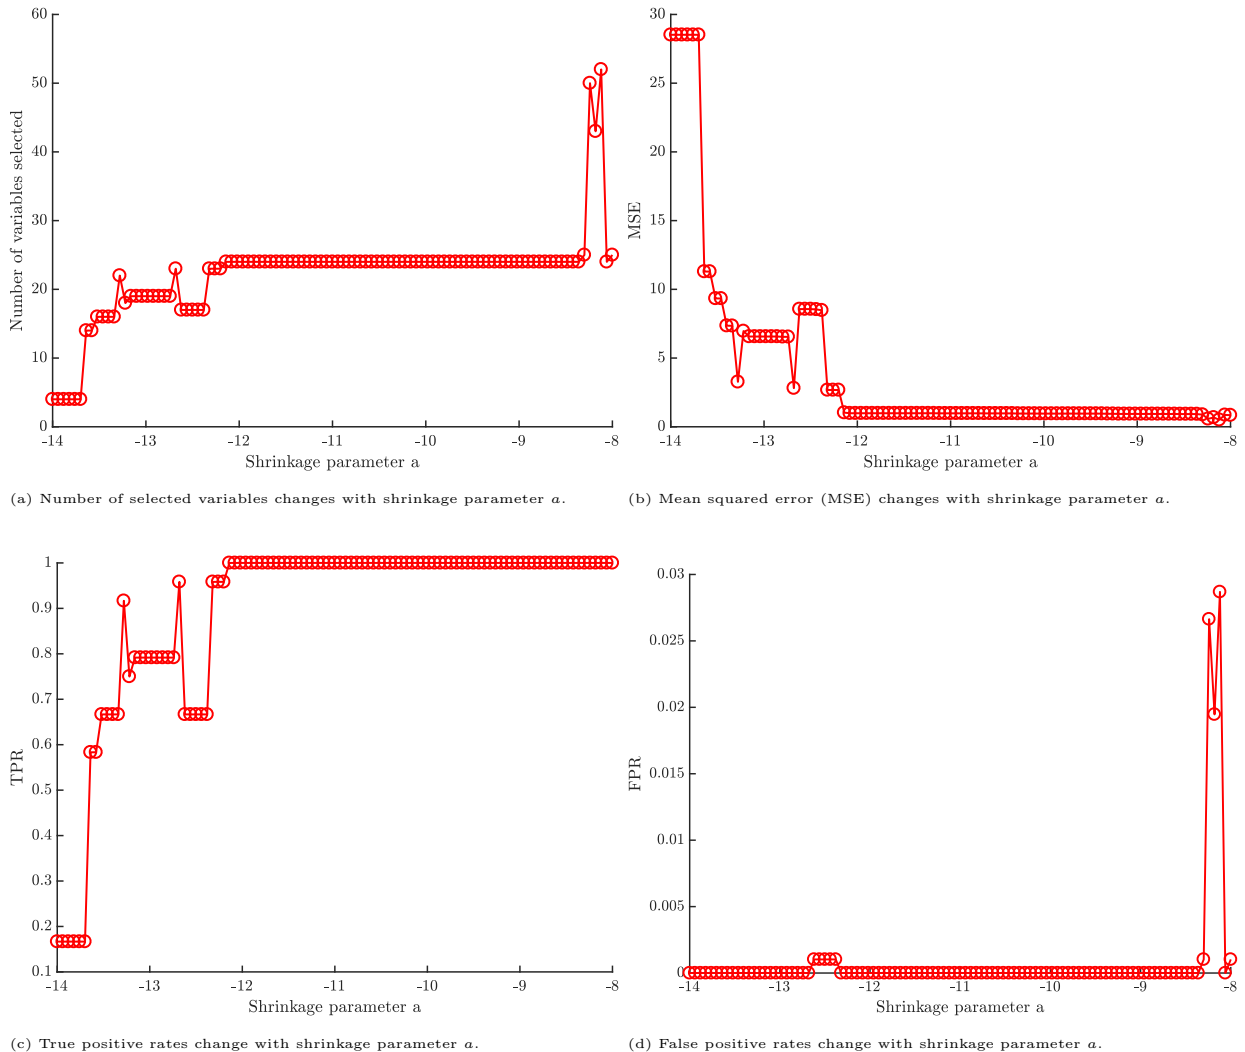 60
50
40
30
20
10
0
Number of variables selected
-14 -13 -12 -11 -10 -9 -8
Shrinkage parameter a
(a) Number of selected variables changes with shrinkage parameter a.
30
25
20
15
10
5
0
MSE
-14 -13 -12 -11 -10 -9 -8
Shrinkage parameter a
(b) Mean squared error (MSE) changes with shrinkage parameter a.
1
0.9
0.8
0.7
0.6
0.5
0.4
0.3
0.2
0.1
TPR
-14 -13 -12 -11 -10 -9 -8
Shrinkage parameter a
(c) True positive rates change with shrinkage parameter a.
0.03
0.025
0.02
0.015
0.01
0.005
0
FPR
-14 -13 -12 -11 -10 -9 -8
Shrinkage parameter a
(d) False positive rates change with shrinkage parameter a.